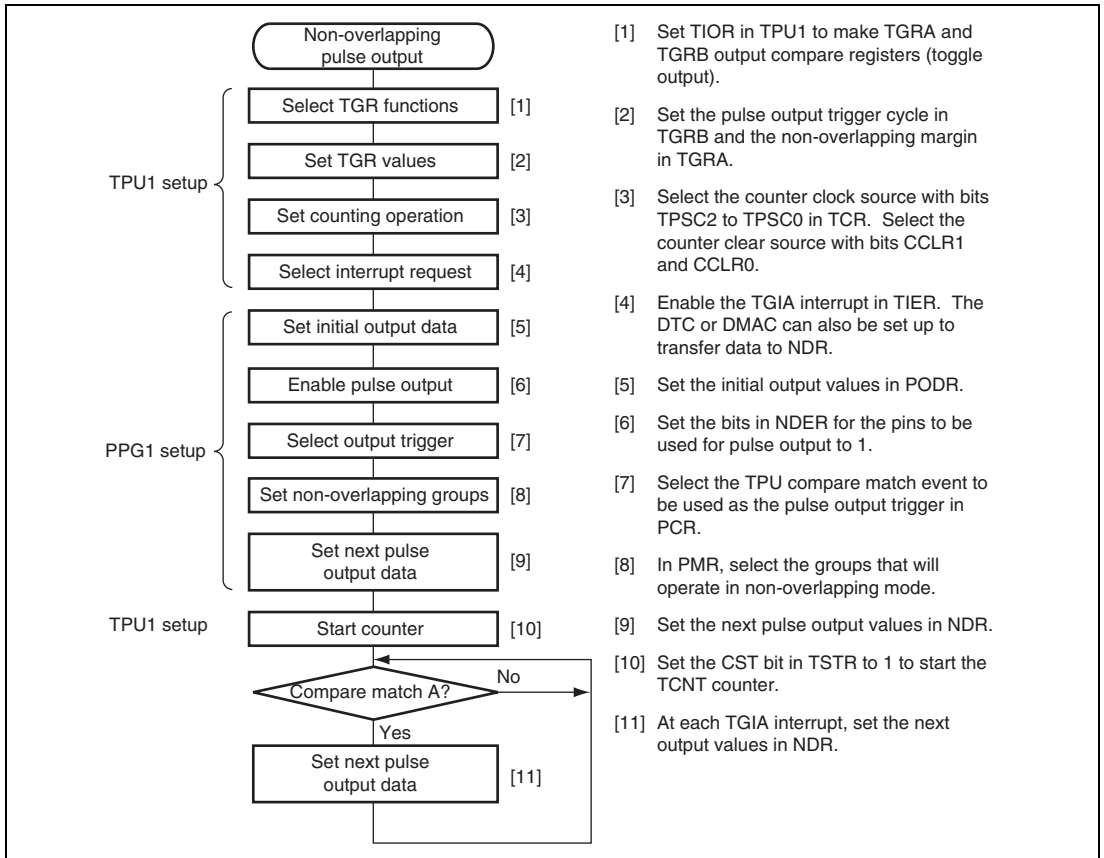 Non-overlapping
pulse output
TPU1 setup
Select TGR functions [1]
Set TGR values [2]
Set counting operation [3]
Select interrupt request [4]
PPG1 setup
Set initial output data [5]
Enable pulse output [6]
Select output trigger [7]
Set non-overlapping groups [8]
Set next pulse
output data
[9]
TPU1 setup
Start counter [10]
Compare match A?
No
Yes
Set next pulse
output data
[11]
[1] Set TIOR in TPU1 to make TGRA and
TGRB output compare registers (toggle
output).
[2] Set the pulse output trigger cycle in
TGRB and the non-overlapping margin
in TGRA.
[3] Select the counter clock source with bits
TPSC2 to TPSC0 in TCR. Select the
counter clear source with bits CCLR1
and CCLR0.
[4] Enable the TGIA interrupt in TIER. The
DTC or DMAC can also be set up to
transfer data to NDR.
[5] Set the initial output values in PODR.
[6] Set the bits in NDER for the pins to be
used for pulse output to 1.
[7] Select the TPU compare match event to
be used as the pulse output trigger in
PCR.
[8] In PMR, select the groups that will
operate in non-overlapping mode.
[9] Set the next pulse output values in NDR.
[10] Set the CST bit in TSTR to 1 to start the
TCNT counter.
[11] At each TGIA interrupt, set the next
output values in NDR.